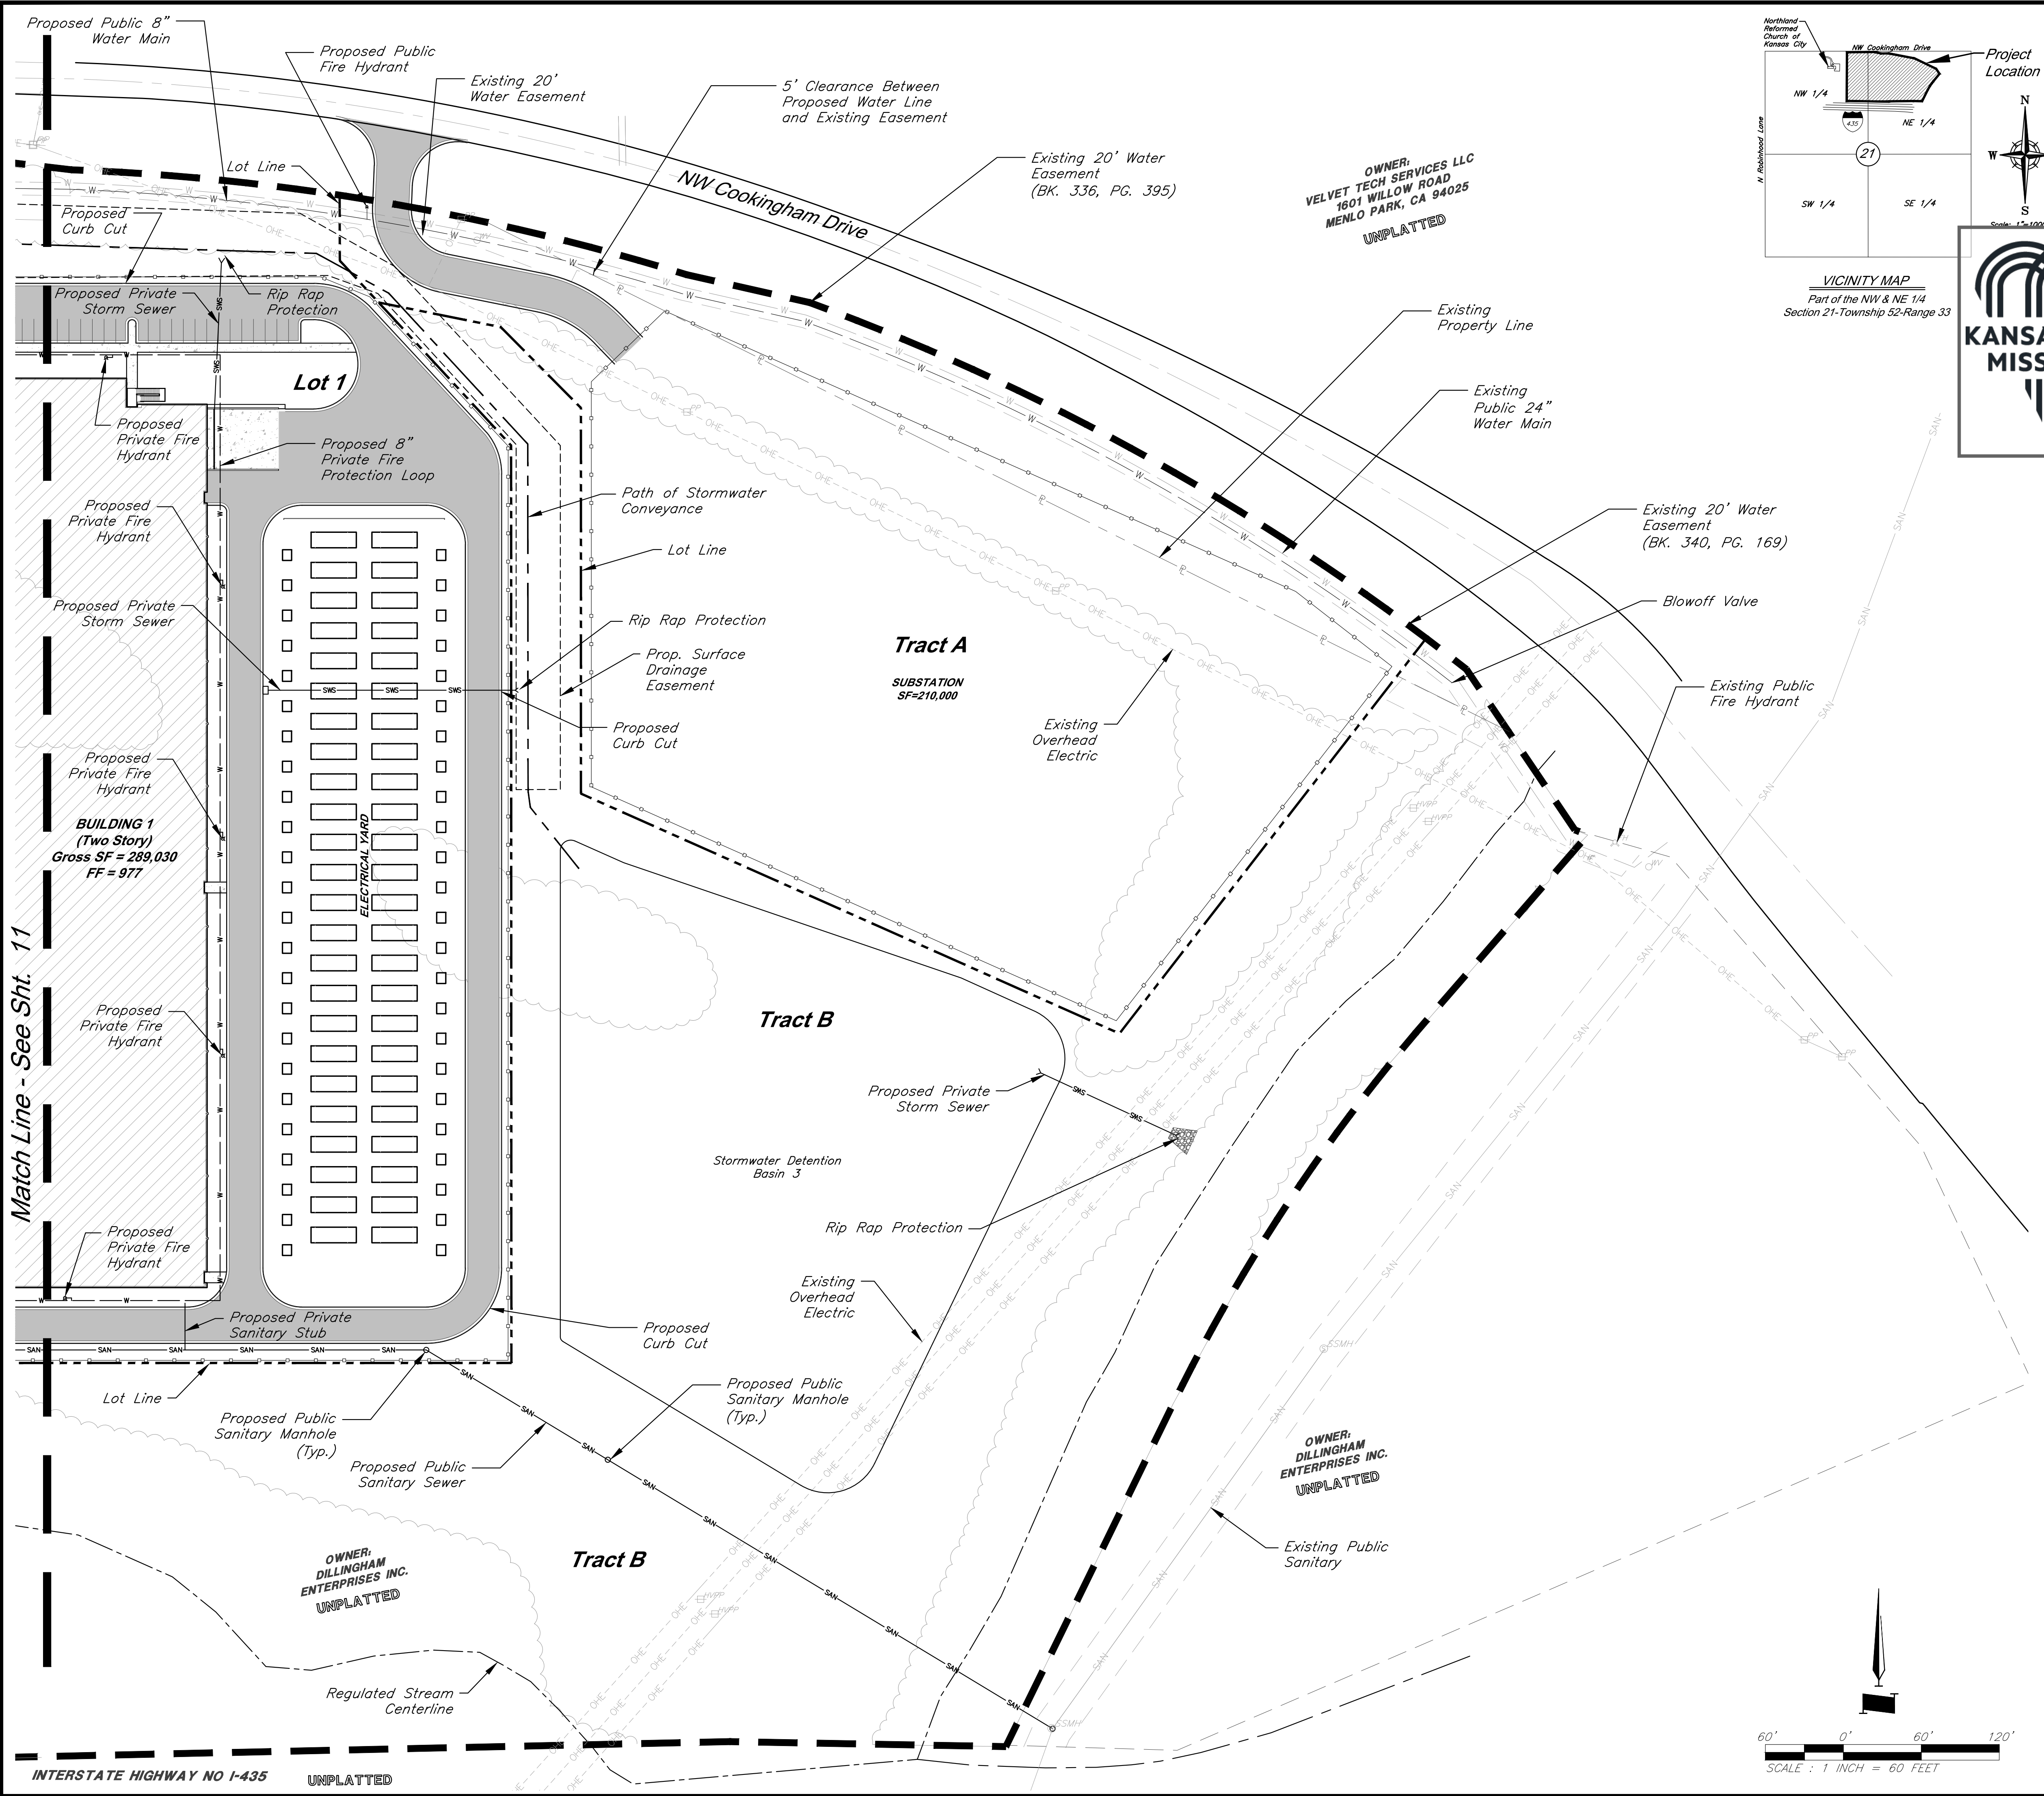 Proposed Public 8"
Water Main
Proposed Public
Fire Hydrant
Existing 20'
Water Easement
5' Clearance Between
Proposed Water Line
and Existing Easement
Existing 20' Water
Easement
(BK. 336, PG. 395)
NW Cookingham Drive
OWNER:
VELVET TECH SERVICES LLC
1601 WILLOW ROAD
MENLO PARK, CA 94025
UNPLATTED
Northland
Reformed
Church of
Kansas City
NW Cookingham Drive
Project
Location
NW 1/4
NE 1/4
435
21
SW 1/4
SE 1/4
N Robinhood Lane
N
W
S
VICINITY MAP
Part of the NW & NE 1/4
Section 21-Township 52-Range 33
KANSA
MISS
Lot Line
Proposed
Curb Cut
Proposed Private
Storm Sewer
Rip Rap
Protection
Lot 1
Proposed
Private Fire
Hydrant
Proposed 8"
Private Fire
Protection Loop
Existing
Property Line
Existing
Public 24"
Water Main
Proposed
Private Fire
Hydrant
Path of Stormwater
Conveyance
Lot Line
Existing 20' Water
Easement
(BK. 340, PG. 169)
Blowoff Valve
Proposed Private
Storm Sewer
Rip Rap Protection
Prop. Surface
Drainage
Easement
Tract A
SUBSTATION
SF=210,000
Existing Public
Fire Hydrant
Proposed
Curb Cut
Existing
Overhead
Electric
Proposed
Private Fire
Hydrant
BUILDING 1
(Two Story)
Gross SF = 289,030
FF = 977
ELECTRICAL YARD
Match Line - See Sht. 11
Proposed
Private Fire
Hydrant
Tract B
Proposed Private
Storm Sewer
Stormwater Detention
Basin 3
Rip Rap Protection
Proposed
Private Fire
Hydrant
Existing
Overhead
Electric
Proposed Private
Sanitary Stub
Proposed
Curb Cut
SSMH
Lot Line
Proposed Public
Sanitary Manhole
(Typ.)
Proposed Public
Sanitary Manhole
(Typ.)
Proposed Public
Sanitary Sewer
OWNER:
DILLINGHAM
ENTERPRISES INC.
UNPLATTED
Existing Public
Sanitary
Tract B
OWNER:
DILLINGHAM
ENTERPRISES INC.
UNPLATTED
Regulated Stream
Centerline
SSMH
INTERSTATE HIGHWAY NO I-435
UNPLATTED
60' 0' 60' 120'
SCALE : 1 INCH = 60 FEET